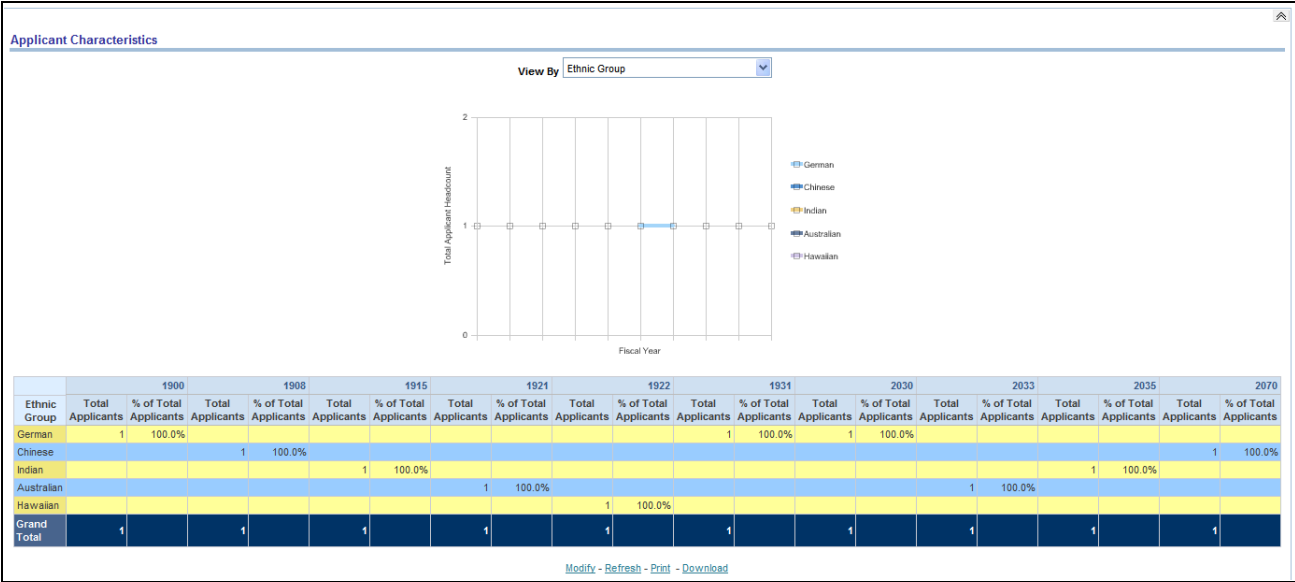 Applicant Characteristics
View By Ethnic Group
2
Total Applicant Headcount
1
0
Fiscal Year
German
Chinese
Indian
Australian
Hawaiian
1900 1908 1915 1921 1922 1931 2030 2033 2035 2070
Ethnic Total % of Total Total % of Total Total % of Total Total % of Total Total % of Total Total % of Total Total % of Total Total % of Total Total % of Total Total % of Total
Group Applicants Applicants Applicants Applicants Applicants Applicants Applicants Applicants Applicants Applicants Applicants Applicants Applicants Applicants Applicants Applicants Applicants Applicants Applicants Applicants
German 1 100.0% 1 100.0% 1 100.0%
Chinese 1 100.0% 1 100.0%
Indian 1 100.0% 1 100.0%
Australian 1 100.0% 1 100.0%
Hawaiian 1 100.0%
Grand
Total 1 1 1 1 1 1 1 1 1 1
Modify - Refresh - Print - Download